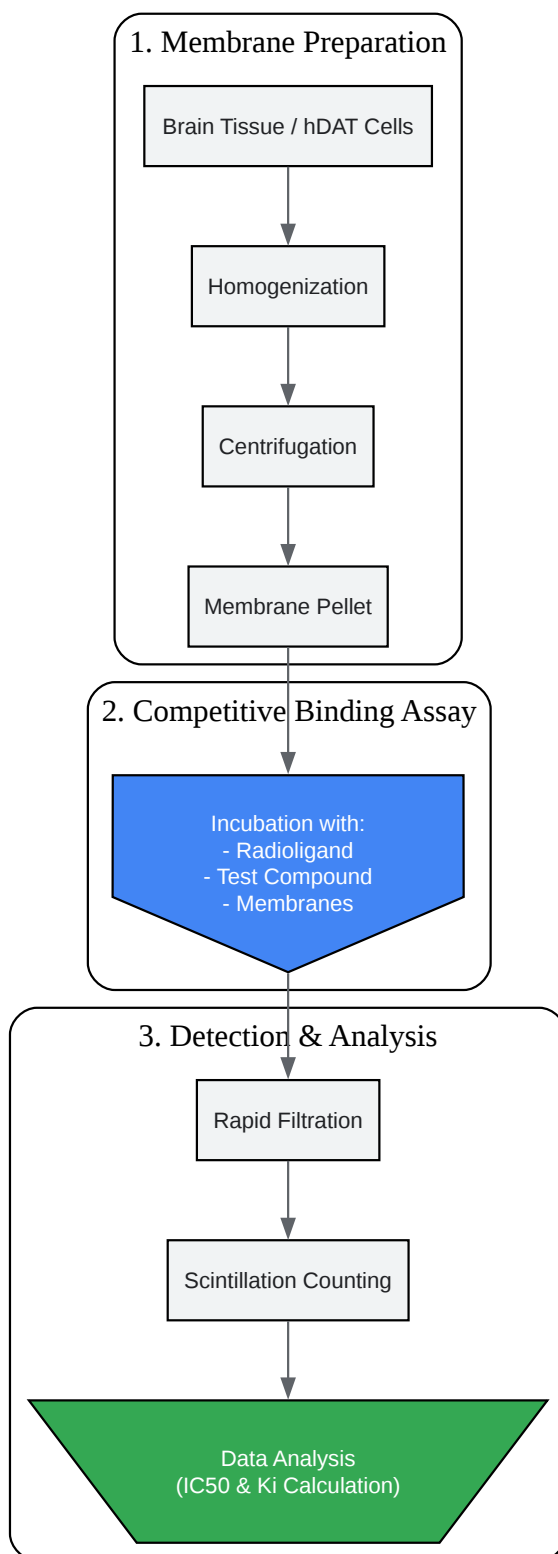 1. Membrane Preparation
Brain Tissue / hDAT Cells
Homogenization
Centrifugation
Membrane Pellet
2. Competitive Binding Assay
Incubation with:
- Radioligand
- Test Compound
- Membranes
3. Detection & Analysis
Rapid Filtration
Scintillation Counting
Data Analysis
(IC50 & Ki Calculation)